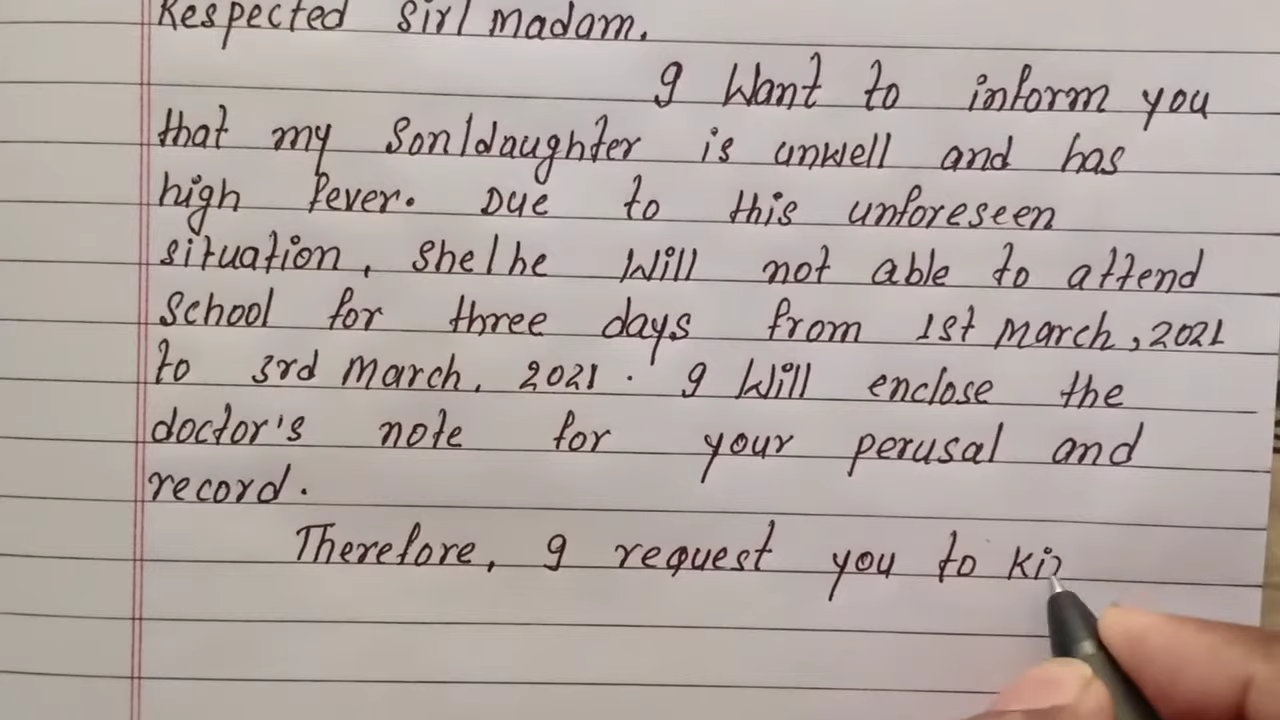 Respected Sir/madam.
I Want to inform you
that my Son/daughter is unwell and has
high fever. Due to this unforeseen
situation, She/he Will not able to attend
School for three days from 1st march, 2021
to 3rd march, 2021. I Will enclose the
doctor's note for your perusal and
record.
Therefore, I request you to